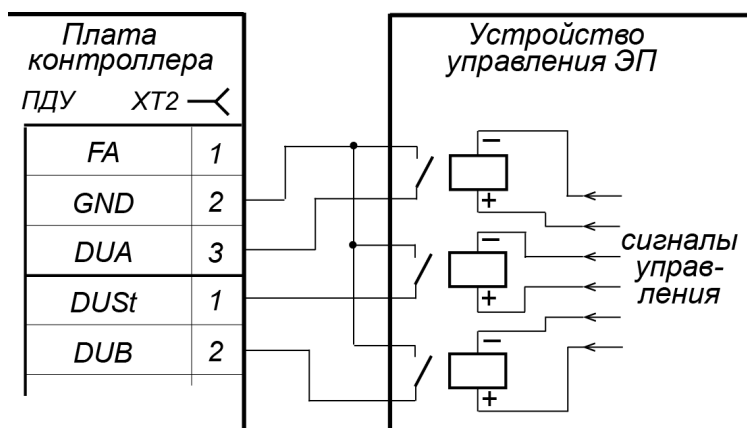 Плата
контроллера
ПДУ XT2
FA 1
GND 2
DUA 3
DUSt 1
DUB 2
Устройство
управления ЭП
−
+
−
+
−
+
сигналы
управ-
ления